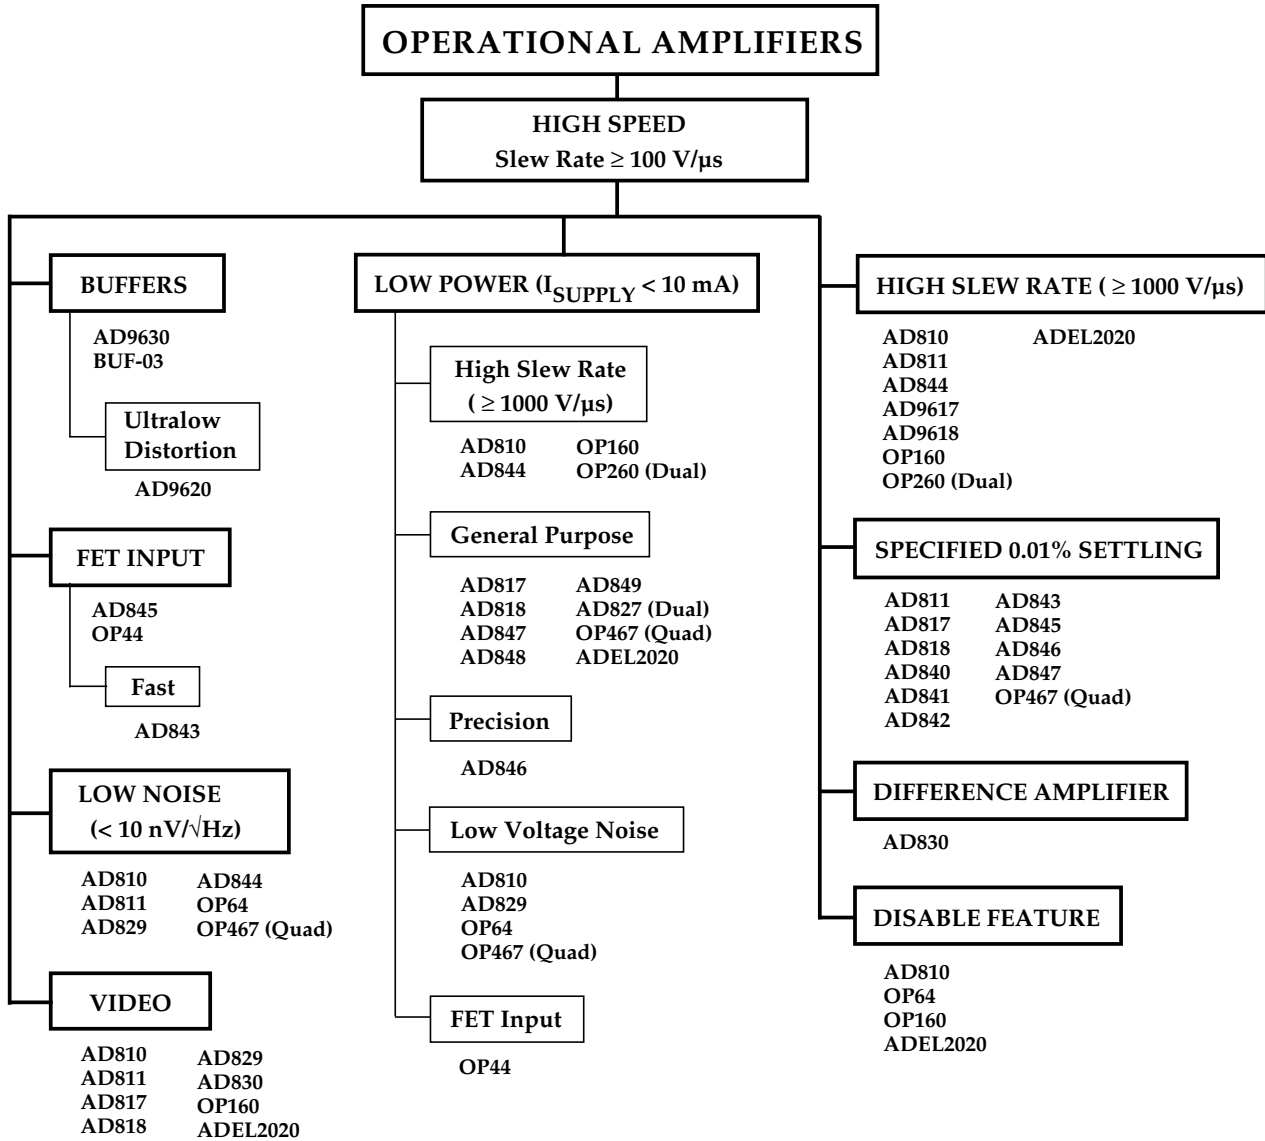 OPERATIONAL AMPLIFIERS
HIGH SPEED
Slew Rate ≥ 100 V/µs
BUFFERS
AD9630
BUF-03
Ultralow
Distortion
AD9620
FET INPUT
AD845
OP44
Fast
AD843
LOW NOISE
(< 10 nV/√Hz)
AD810 AD844
AD811 OP64
AD829 OP467 (Quad)
VIDEO
AD810 AD829
AD811 AD830
AD817 OP160
AD818 ADEL2020
LOW POWER (I_SUPPLY < 10 mA)
High Slew Rate
( ≥ 1000 V/µs)
AD810 OP160
AD844 OP260 (Dual)
General Purpose
AD817 AD849
AD818 AD827 (Dual)
AD847 OP467 (Quad)
AD848 ADEL2020
Precision
AD846
Low Voltage Noise
AD810
AD829
OP64
OP467 (Quad)
FET Input
OP44
HIGH SLEW RATE ( ≥ 1000 V/µs)
AD810 ADEL2020
AD811
AD844
AD9617
AD9618
OP160
OP260 (Dual)
SPECIFIED 0.01% SETTLING
AD811 AD843
AD817 AD845
AD818 AD846
AD840 AD847
AD841 OP467 (Quad)
AD842
DIFFERENCE AMPLIFIER
AD830
DISABLE FEATURE
AD810
OP64
OP160
ADEL2020